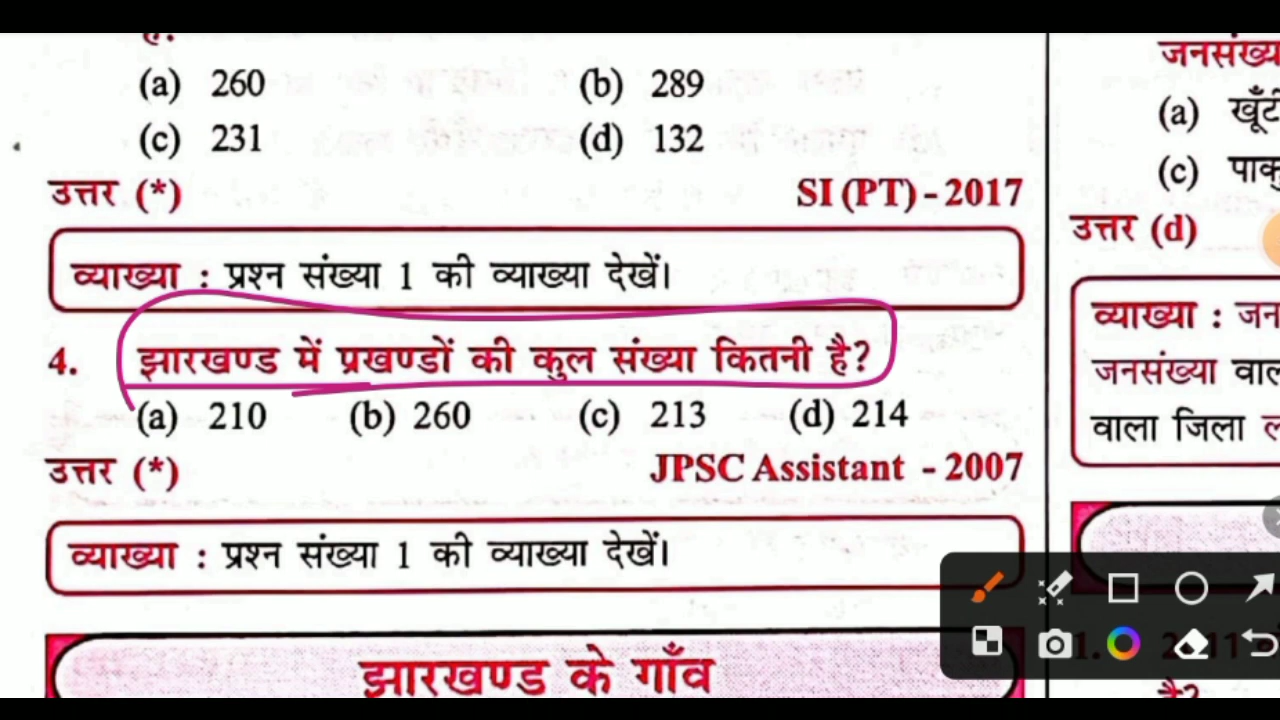 (a) 260 (b) 289
(c) 231 (d) 132
उत्तर (*) SI (PT) - 2017
व्याख्या : प्रश्न संख्या 1 की व्याख्या देखें।
4. झारखण्ड में प्रखण्डों की कुल संख्या कितनी है?
(a) 210 (b) 260 (c) 213 (d) 214
उत्तर (*) JPSC Assistant - 2007
व्याख्या : प्रश्न संख्या 1 की व्याख्या देखें।
झारखण्ड के गाँव
(a)
(c)
उत्तर (d)
व्याख्या :
जनसंख्या
वाला जिला